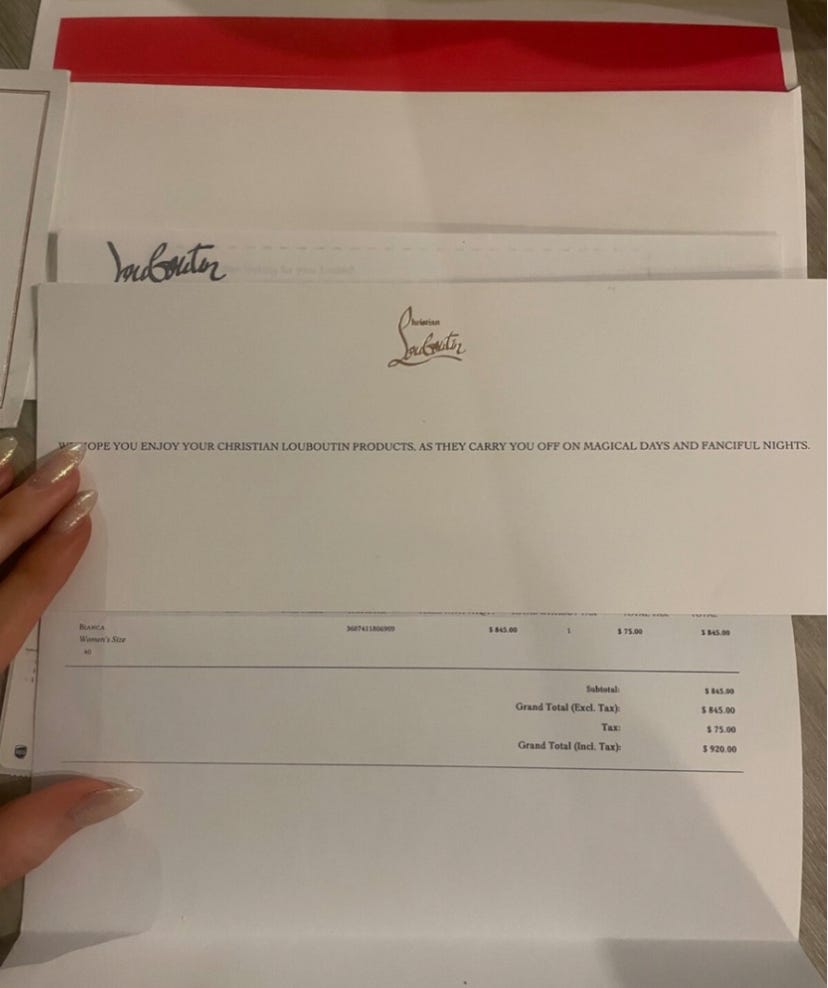 Louboutin
Christian
Louboutin
HOPE YOU ENJOY YOUR CHRISTIAN LOUBOUTIN PRODUCTS, AS THEY CARRY YOU OFF ON MAGICAL DAYS AND FANCIFUL NIGHTS.
BIANCA $ 845.00 1 $ 75.00 $ 845.00
Women's Size
40
Subtotal: $ 845.00
Grand Total (Excl. Tax): $ 845.00
Tax: $ 75.00
Grand Total (Incl. Tax): $ 920.00